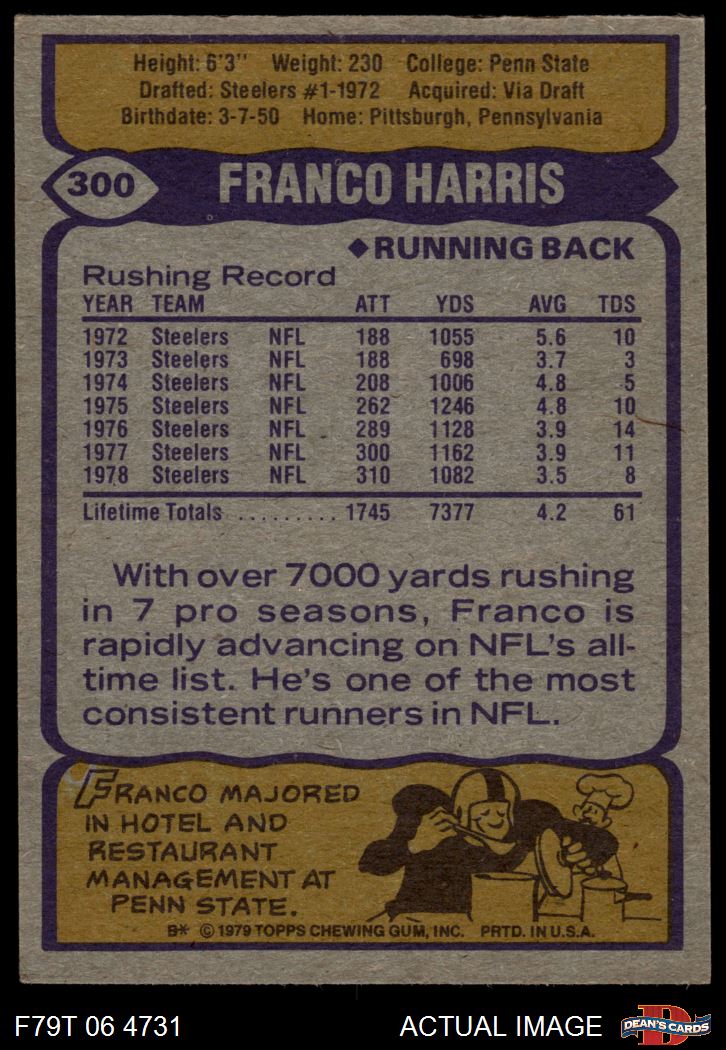 Height: 6'3" Weight: 230 College: Penn State
Drafted: Steelers #1-1972 Acquired: Via Draft
Birthdate: 3-7-50 Home: Pittsburgh, Pennsylvania
300 FRANCO HARRIS
◆RUNNING BACK
Rushing Record
YEAR TEAM ATT YDS AVG TDS
1972 Steelers NFL 188 1055 5.6 10
1973 Steelers NFL 188 698 3.7 3
1974 Steelers NFL 208 1006 4.8 5
1975 Steelers NFL 262 1246 4.8 10
1976 Steelers NFL 289 1128 3.9 14
1977 Steelers NFL 300 1162 3.9 11
1978 Steelers NFL 310 1082 3.5 8
Lifetime Totals .......... 1745 7377 4.2 61
With over 7000 yards rushing
in 7 pro seasons, Franco is
rapidly advancing on NFL's all-
time list. He's one of the most
consistent runners in NFL.
FRANCO MAJORED
IN HOTEL AND
RESTAURANT
MANAGEMENT AT
PENN STATE.
B* © 1979 TOPPS CHEWING GUM, INC. PRTD. IN U.S.A.
F79T 06 4731 ACTUAL IMAGE D DEAN'S CARDS